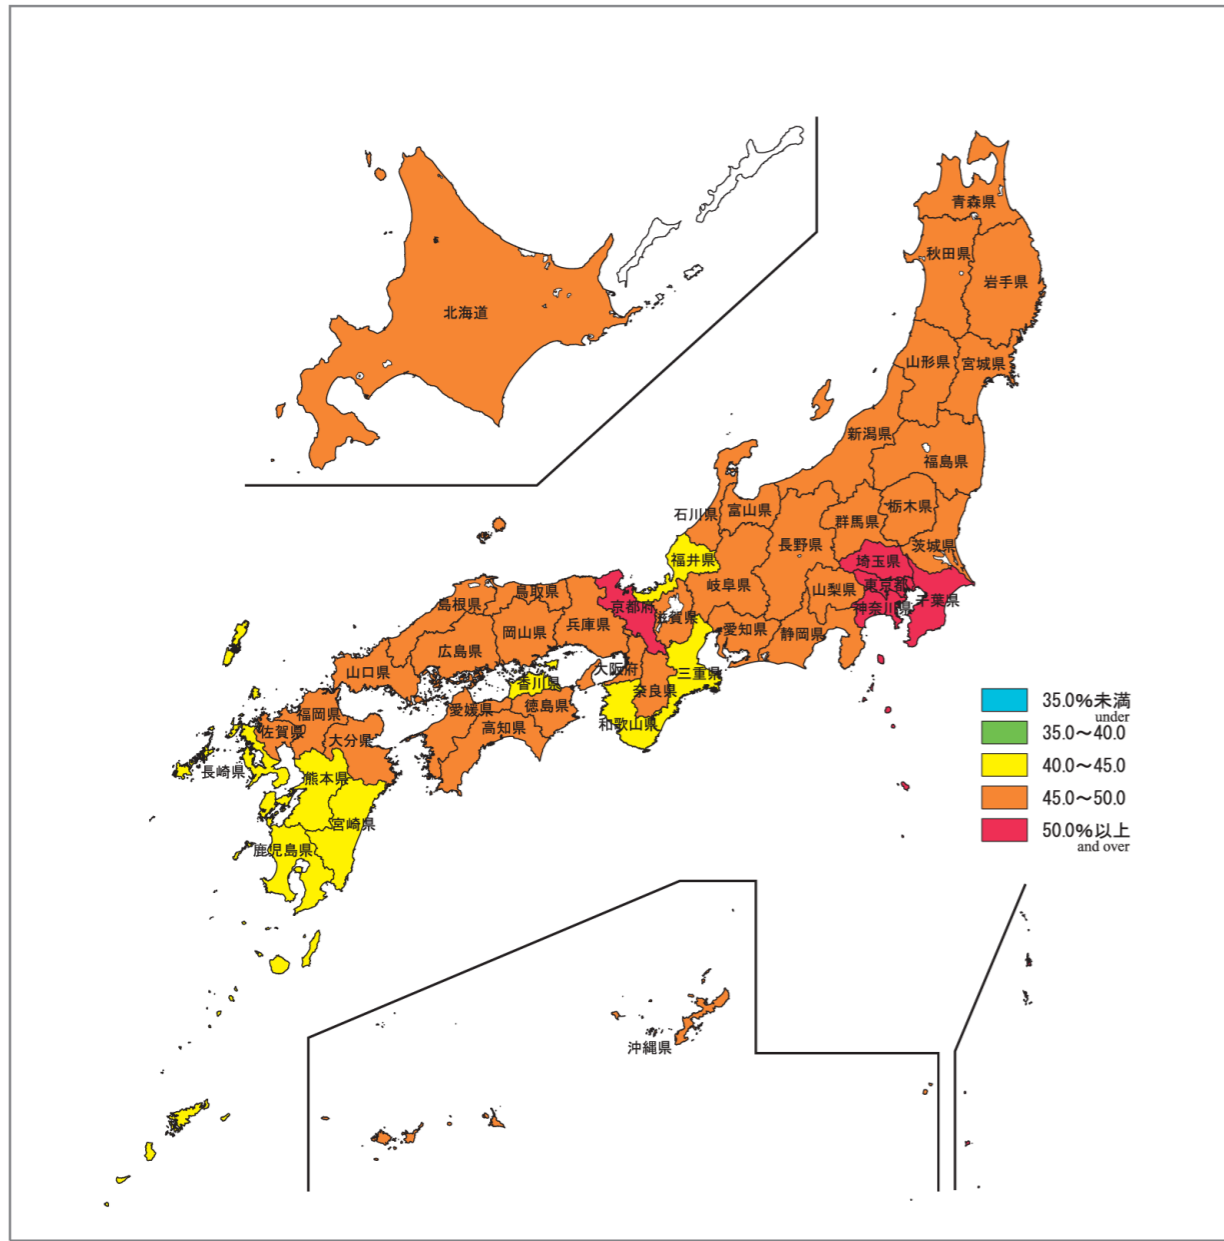 青森県
秋田県
岩手県
北海道
山形県
宮城県
新潟県
福島県
石川県
富山県
栃木県
群馬県
長野県
茨城県
福井県
埼玉県
岐阜県
山梨県
東京都
千葉県
神奈川県
鳥取県
島根県
京都府
滋賀県
兵庫県
岡山県
愛知県
静岡県
広島県
山口県
大阪府
三重県
香川県
奈良県
徳島県
愛媛県
和歌山県
高知県
福岡県
佐賀県
大分県
長崎県
熊本県
宮崎県
鹿児島県
沖縄県
35.0%未満
under
35.0～40.0
40.0～45.0
45.0～50.0
50.0%以上
and over